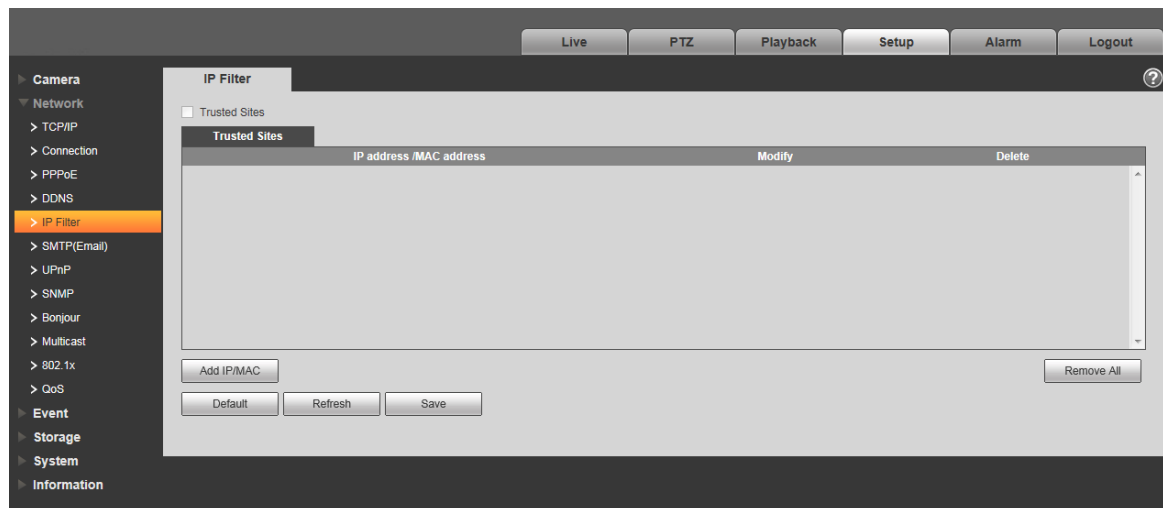 Live PTZ Playback Setup Alarm Logout
Camera
Network
TCP/IP
Connection
PPPoE
DDNS
IP Filter
SMTP(Email)
UPnP
SNMP
Bonjour
Multicast
802.1x
QoS
Event
Storage
System
Information
IP Filter
?
Trusted Sites
Trusted Sites
IP address /MAC address Modify Delete
Add IP/MAC Remove All
Default Refresh Save